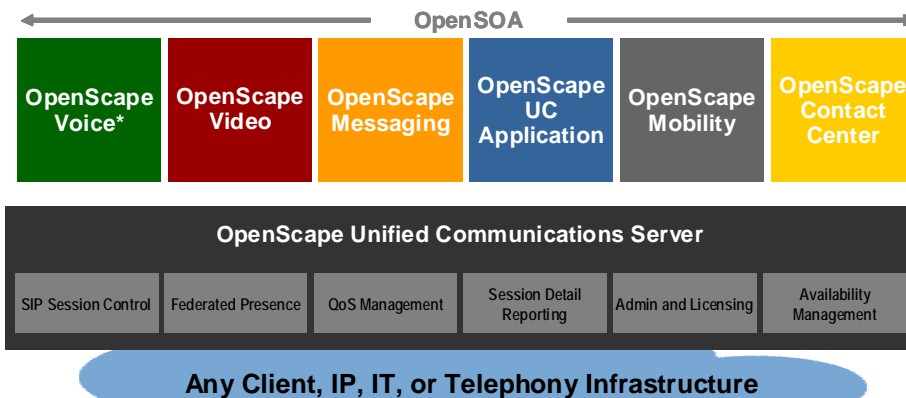 OpenSOA
OpenScape
Voice*
OpenScape
Video
OpenScape
Messaging
OpenScape
UC
Application
OpenScape
Mobility
OpenScape
Contact
Center
OpenScape Unified Communications Server
SIP Session Control
Federated Presence
QoS Management
Session Detail
Reporting
Admin and Licensing
Availability
Management
Any Client, IP, IT, or Telephony Infrastructure